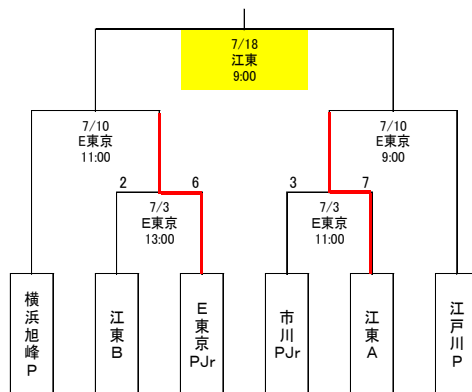 7/18
江東
9:00
7/10
E東京
11:00
7/10
E東京
9:00
2 6
3 7
7/3
E東京
13:00
7/3
E東京
11:00
横浜旭峰P
江東B
E東京PJr
市川PJr
江東A
江戸川P